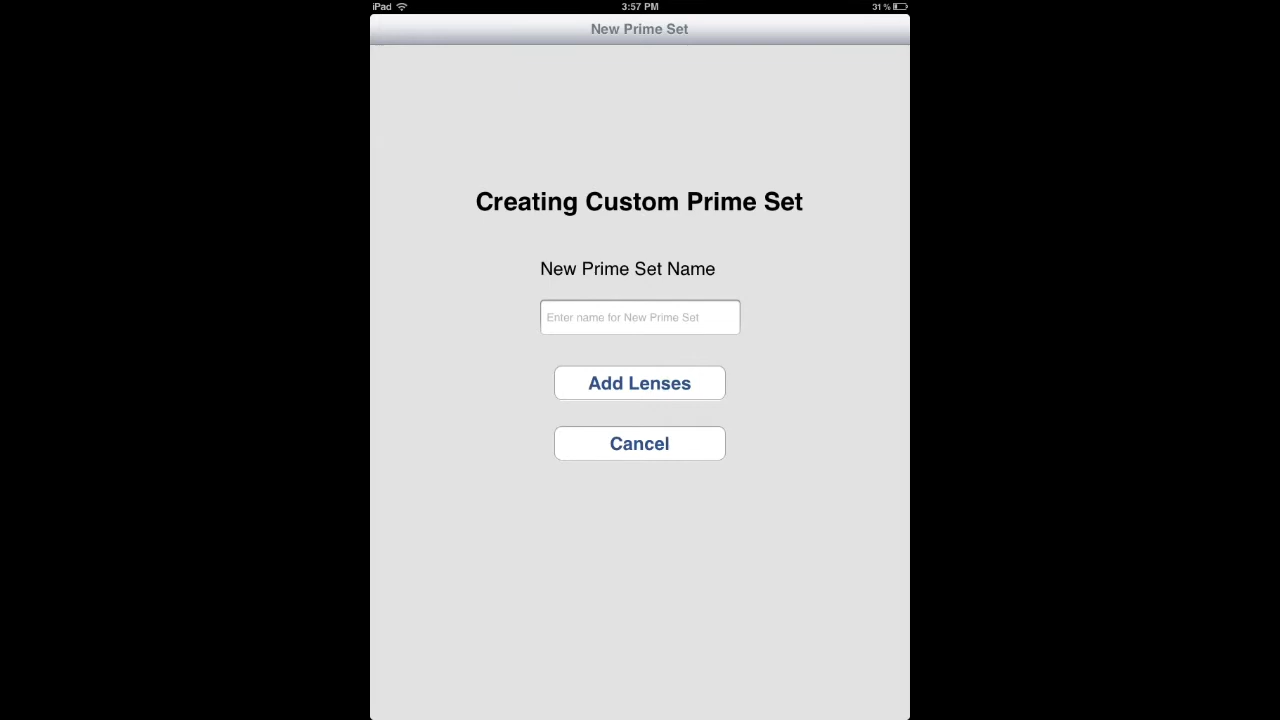 iPad 3:57 PM 31 %
New Prime Set
Creating Custom Prime Set
New Prime Set Name
Enter name for New Prime Set
Add Lenses
Cancel